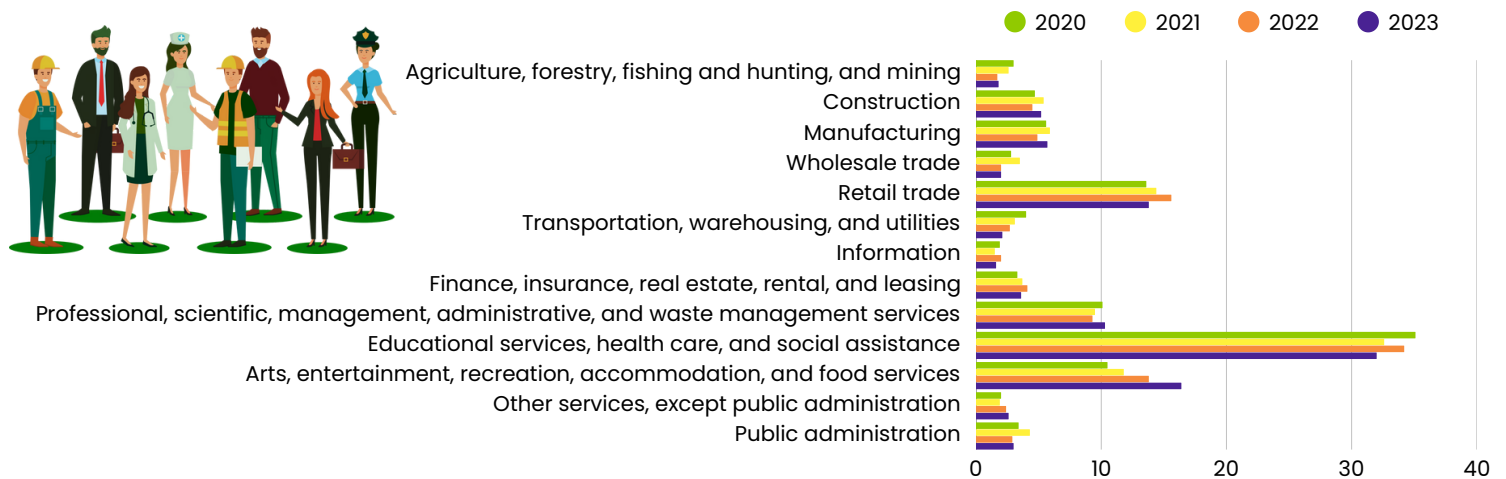 2020 2021 2022 2023
Agriculture, forestry, fishing and hunting, and mining
Construction
Manufacturing
Wholesale trade
Retail trade
Transportation, warehousing, and utilities
Information
Finance, insurance, real estate, rental, and leasing
Professional, scientific, management, administrative, and waste management services
Educational services, health care, and social assistance
Arts, entertainment, recreation, accommodation, and food services
Other services, except public administration
Public administration
0 10 20 30 40